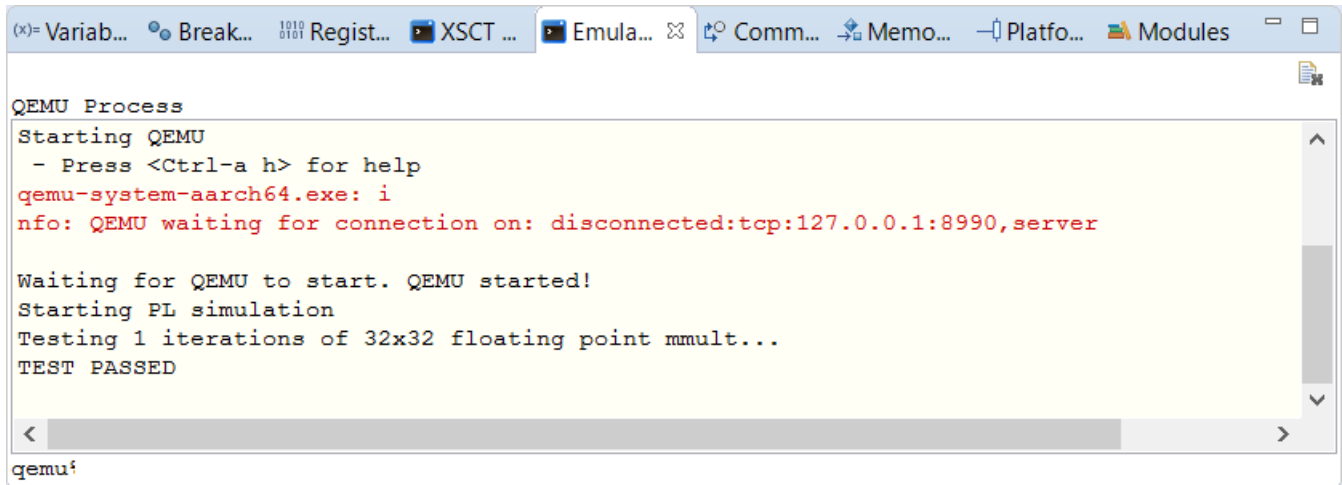 (x)= Variab... Break... 1010 0101 Regist... XSCT ... Emula... Comm... Memo... Platfo... Modules
QEMU Process
Starting QEMU
- Press <Ctrl-a h> for help
qemu-system-aarch64.exe: i
nfo: QEMU waiting for connection on: disconnected:tcp:127.0.0.1:8990,server
Waiting for QEMU to start. QEMU started!
Starting PL simulation
Testing 1 iterations of 32x32 floating point mmult...
TEST PASSED